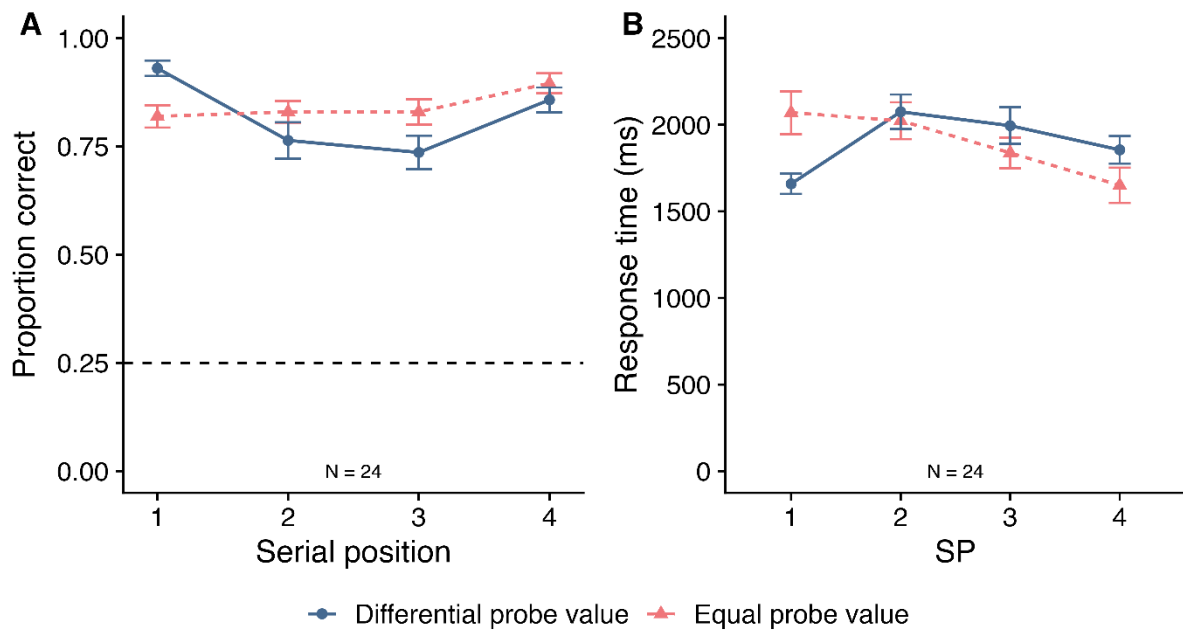 A
1.00
0.75
0.50
0.25
0.00
Proportion correct
N = 24
1 2 3 4
Serial position
B
2500
2000
1500
1000
500
0
Response time (ms)
N = 24
1 2 3 4
SP
Differential probe value Equal probe value